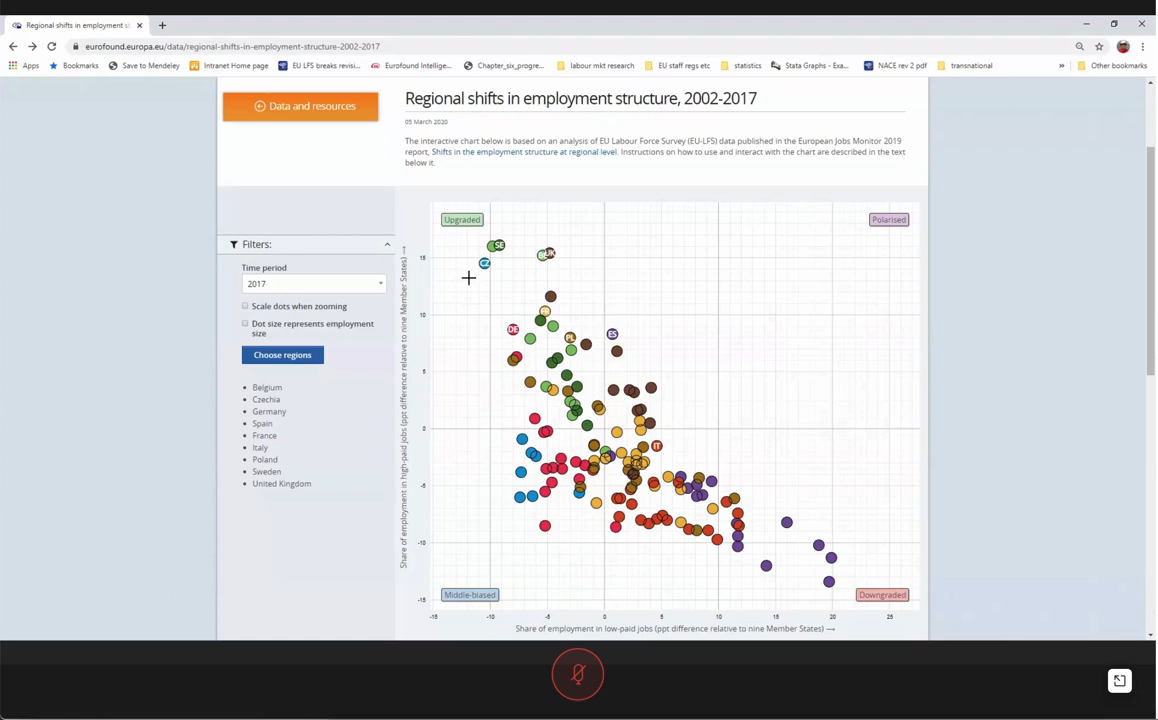 Regional shifts in employment s
eurofound.europa.eu/data/regional-shifts-in-employment-structure-2002-2017
Apps
Bookmarks
Save to Mendeley
Intranet Home page
EU LFS breaks revisi...
Eurofound Intellige...
Chapter_six_progre...
labour mkt research
EU staff regs etc
statistics
Stata Graphs - Exa...
NACE rev 2 pdf
transnational
»
Other bookmarks
Data and resources
Regional shifts in employment structure, 2002-2017
05 March 2020
The interactive chart below is based on an analysis of EU Labour Force Survey (EU-LFS) data published in the European Jobs Monitor 2019
report, Shifts in the employment structure at regional level. Instructions on how to use and interact with the chart are described in the text
below it.
Filters:
Time period
2017
Scale dots when zooming
Dot size represents employment
size
Choose regions
Belgium
Czechia
Germany
Spain
France
Italy
Poland
Sweden
United Kingdom
Upgraded
Polarised
SE
UK
CZ
DE
PL
ES
IT
Middle-biased
Downgraded
Share of employment in high-paid jobs (ppt difference relative to nine Member States) →
15
10
5
0
-5
-10
-15
-15 -10 -5 0 5 10 15 20 25
Share of employment in low-paid jobs (ppt difference relative to nine Member States) →